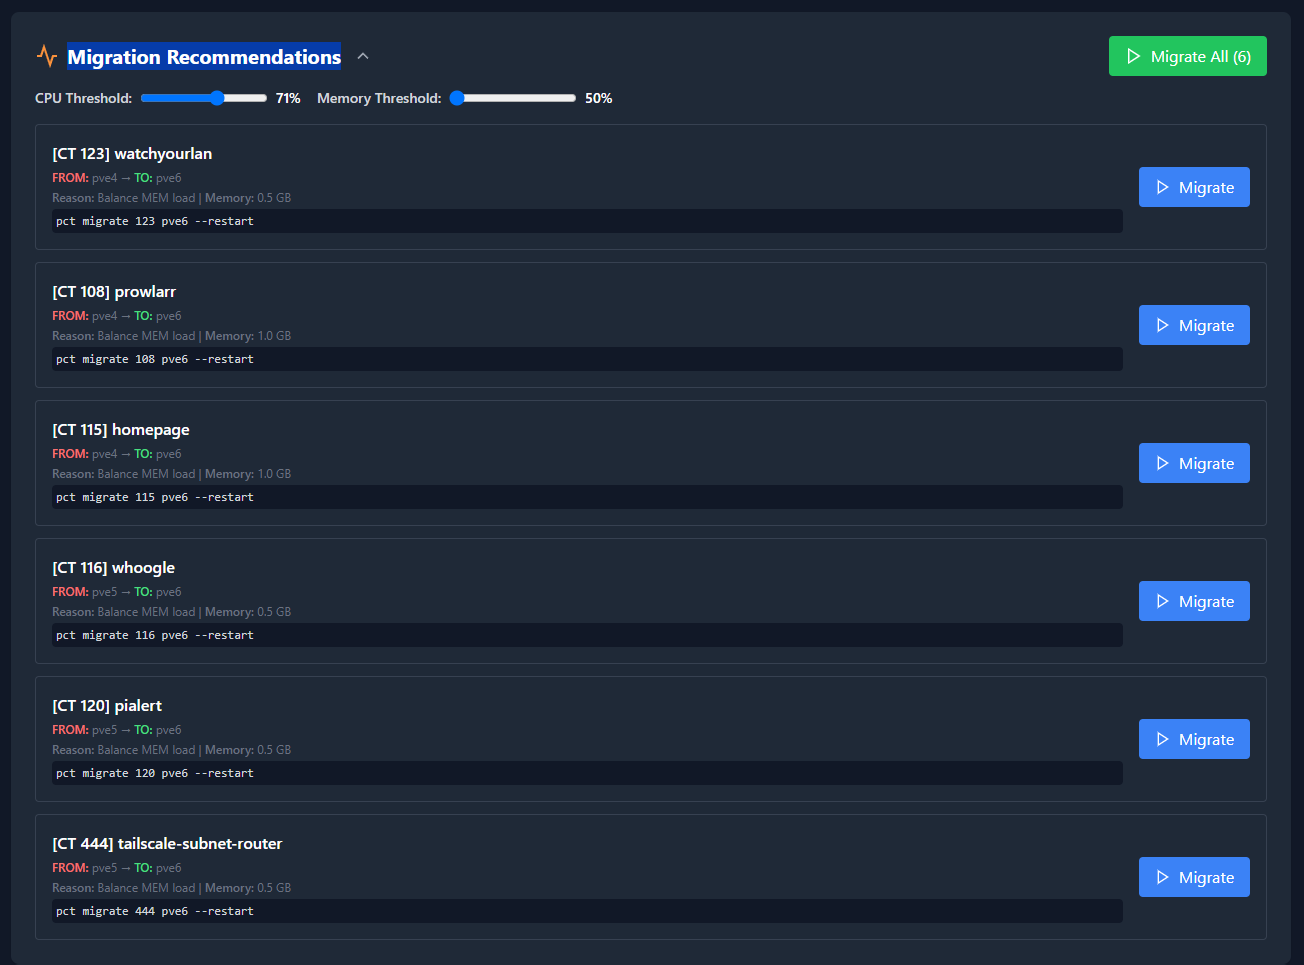 Migration Recommendations
Migrate All (6)
CPU Threshold: 71% Memory Threshold: 50%
[CT 123] watchyourlan
FROM: pve4 → TO: pve6
Reason: Balance MEM load | Memory: 0.5 GB
pct migrate 123 pve6 --restart
Migrate
[CT 108] prowlarr
FROM: pve4 → TO: pve6
Reason: Balance MEM load | Memory: 1.0 GB
pct migrate 108 pve6 --restart
Migrate
[CT 115] homepage
FROM: pve4 → TO: pve6
Reason: Balance MEM load | Memory: 1.0 GB
pct migrate 115 pve6 --restart
Migrate
[CT 116] whoogle
FROM: pve5 → TO: pve6
Reason: Balance MEM load | Memory: 0.5 GB
pct migrate 116 pve6 --restart
Migrate
[CT 120] pialert
FROM: pve5 → TO: pve6
Reason: Balance MEM load | Memory: 0.5 GB
pct migrate 120 pve6 --restart
Migrate
[CT 444] tailscale-subnet-router
FROM: pve5 → TO: pve6
Reason: Balance MEM load | Memory: 0.5 GB
pct migrate 444 pve6 --restart
Migrate